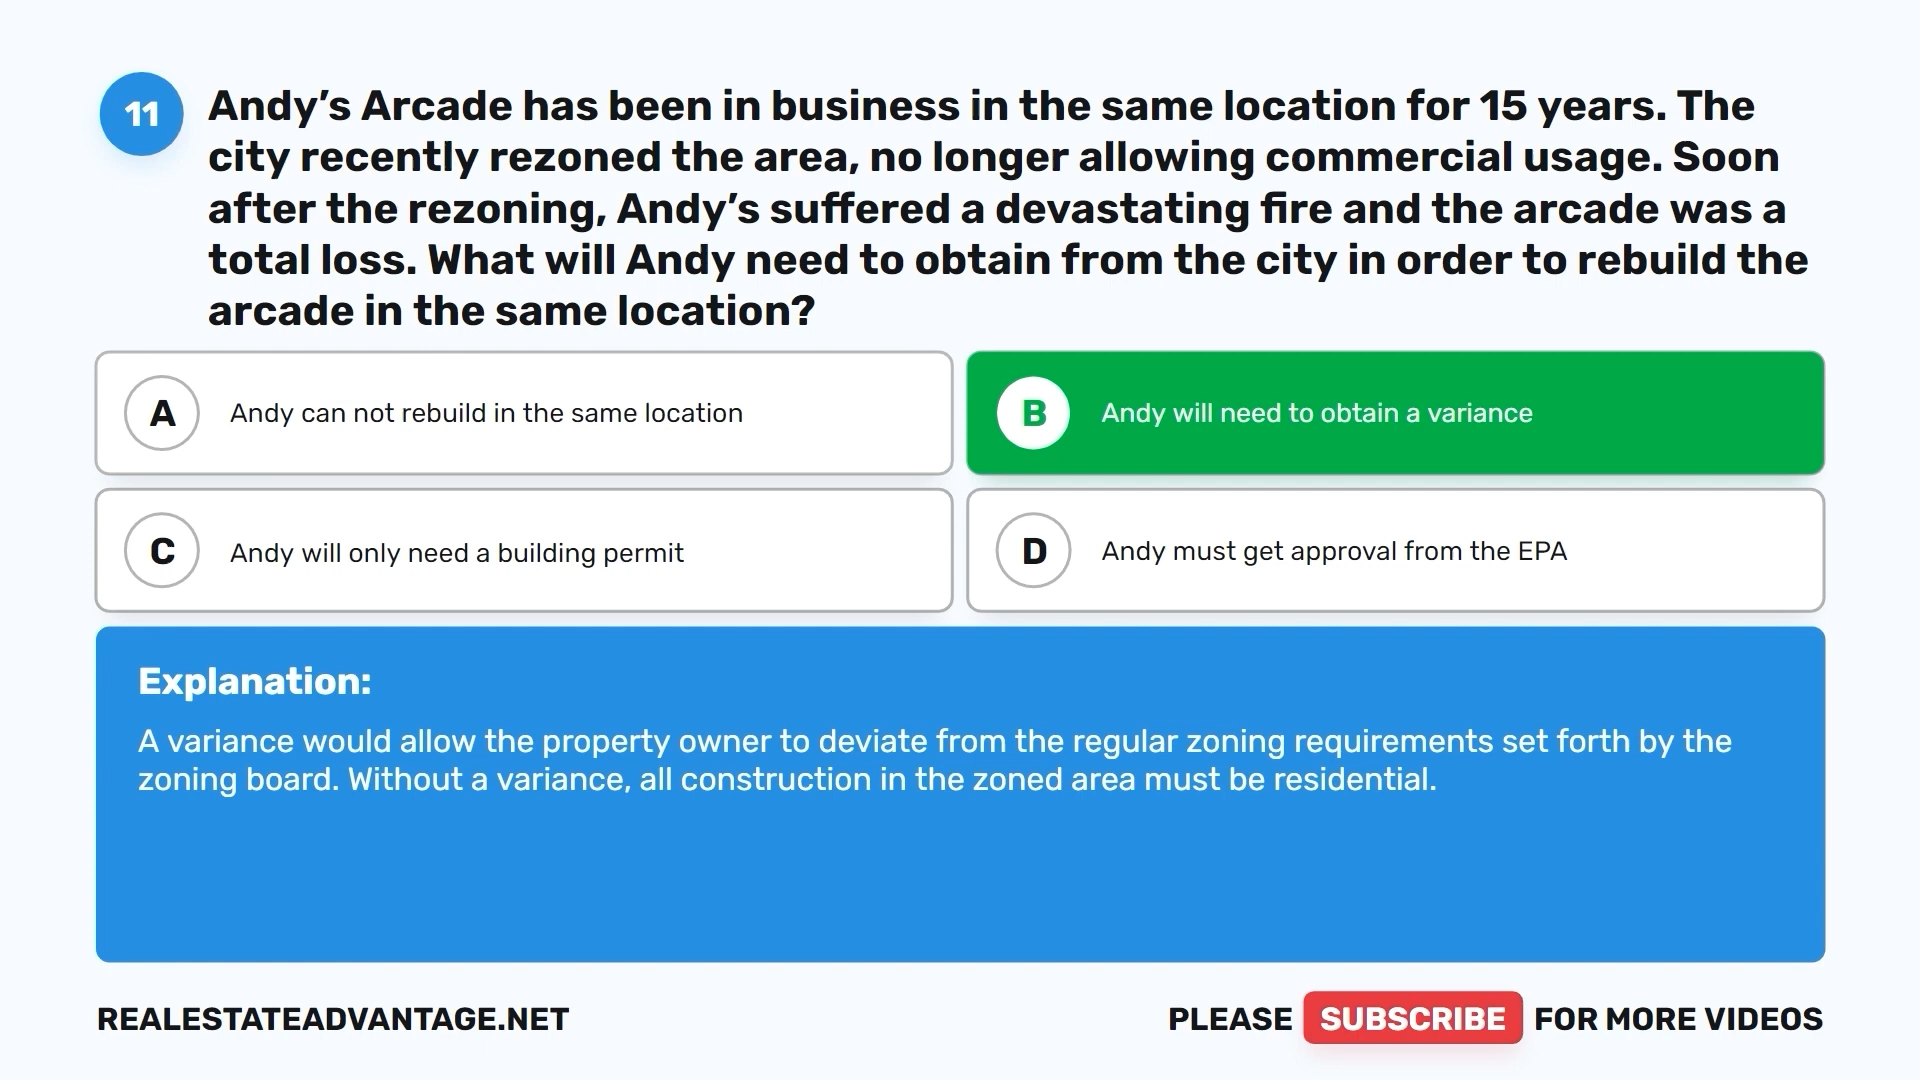 11
Andy’s Arcade has been in business in the same location for 15 years. The
city recently rezoned the area, no longer allowing commercial usage. Soon
after the rezoning, Andy’s suffered a devastating fire and the arcade was a
total loss. What will Andy need to obtain from the city in order to rebuild the
arcade in the same location?
A Andy can not rebuild in the same location
B Andy will need to obtain a variance
C Andy will only need a building permit
D Andy must get approval from the EPA
Explanation:
A variance would allow the property owner to deviate from the regular zoning requirements set forth by the
zoning board. Without a variance, all construction in the zoned area must be residential.
REALESTATEADVANTAGE.NET
PLEASE SUBSCRIBE FOR MORE VIDEOS